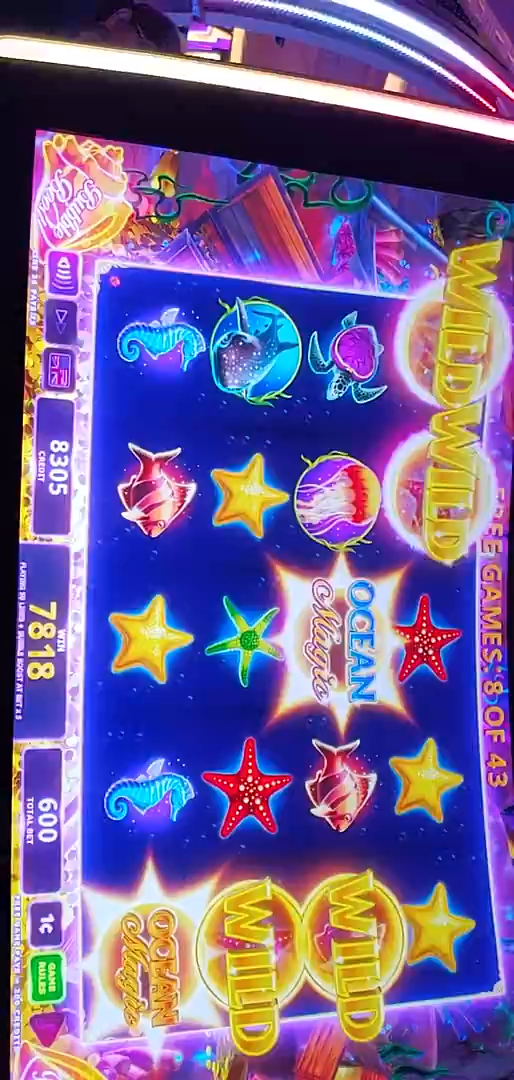 FREE GAMES: 8 OF 43
WILD
WILD
OCEAN
Magic
WILD
WILD
OCEAN
Magic
Bubble
Boost
8305
CREDIT
WIN
7818
600
TOTAL BET
1¢
GAME
RULES